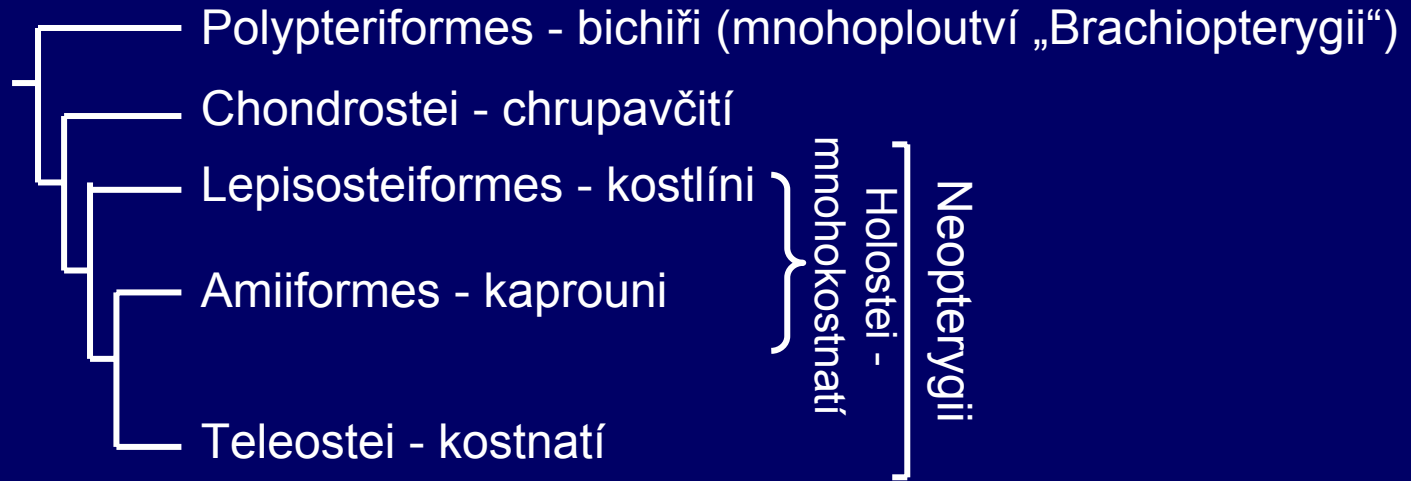 Polypteriformes - bichiři (mnohoploutví „Brachiopterygii“)
Chondrostei - chrupavčití
Lepisosteiformes - kostlíni
Amiiformes - kaprouni
Teleostei - kostnatí
Holostei -
mnohokostnatí
Neopterygii